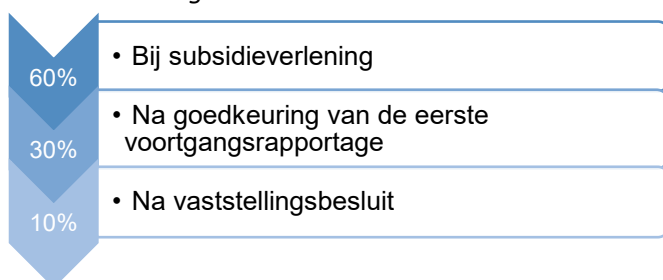 60%
• Bij subsidieverlening
30%
• Na goedkeuring van de eerste
voortgangsrapportage
10%
• Na vaststellingsbesluit